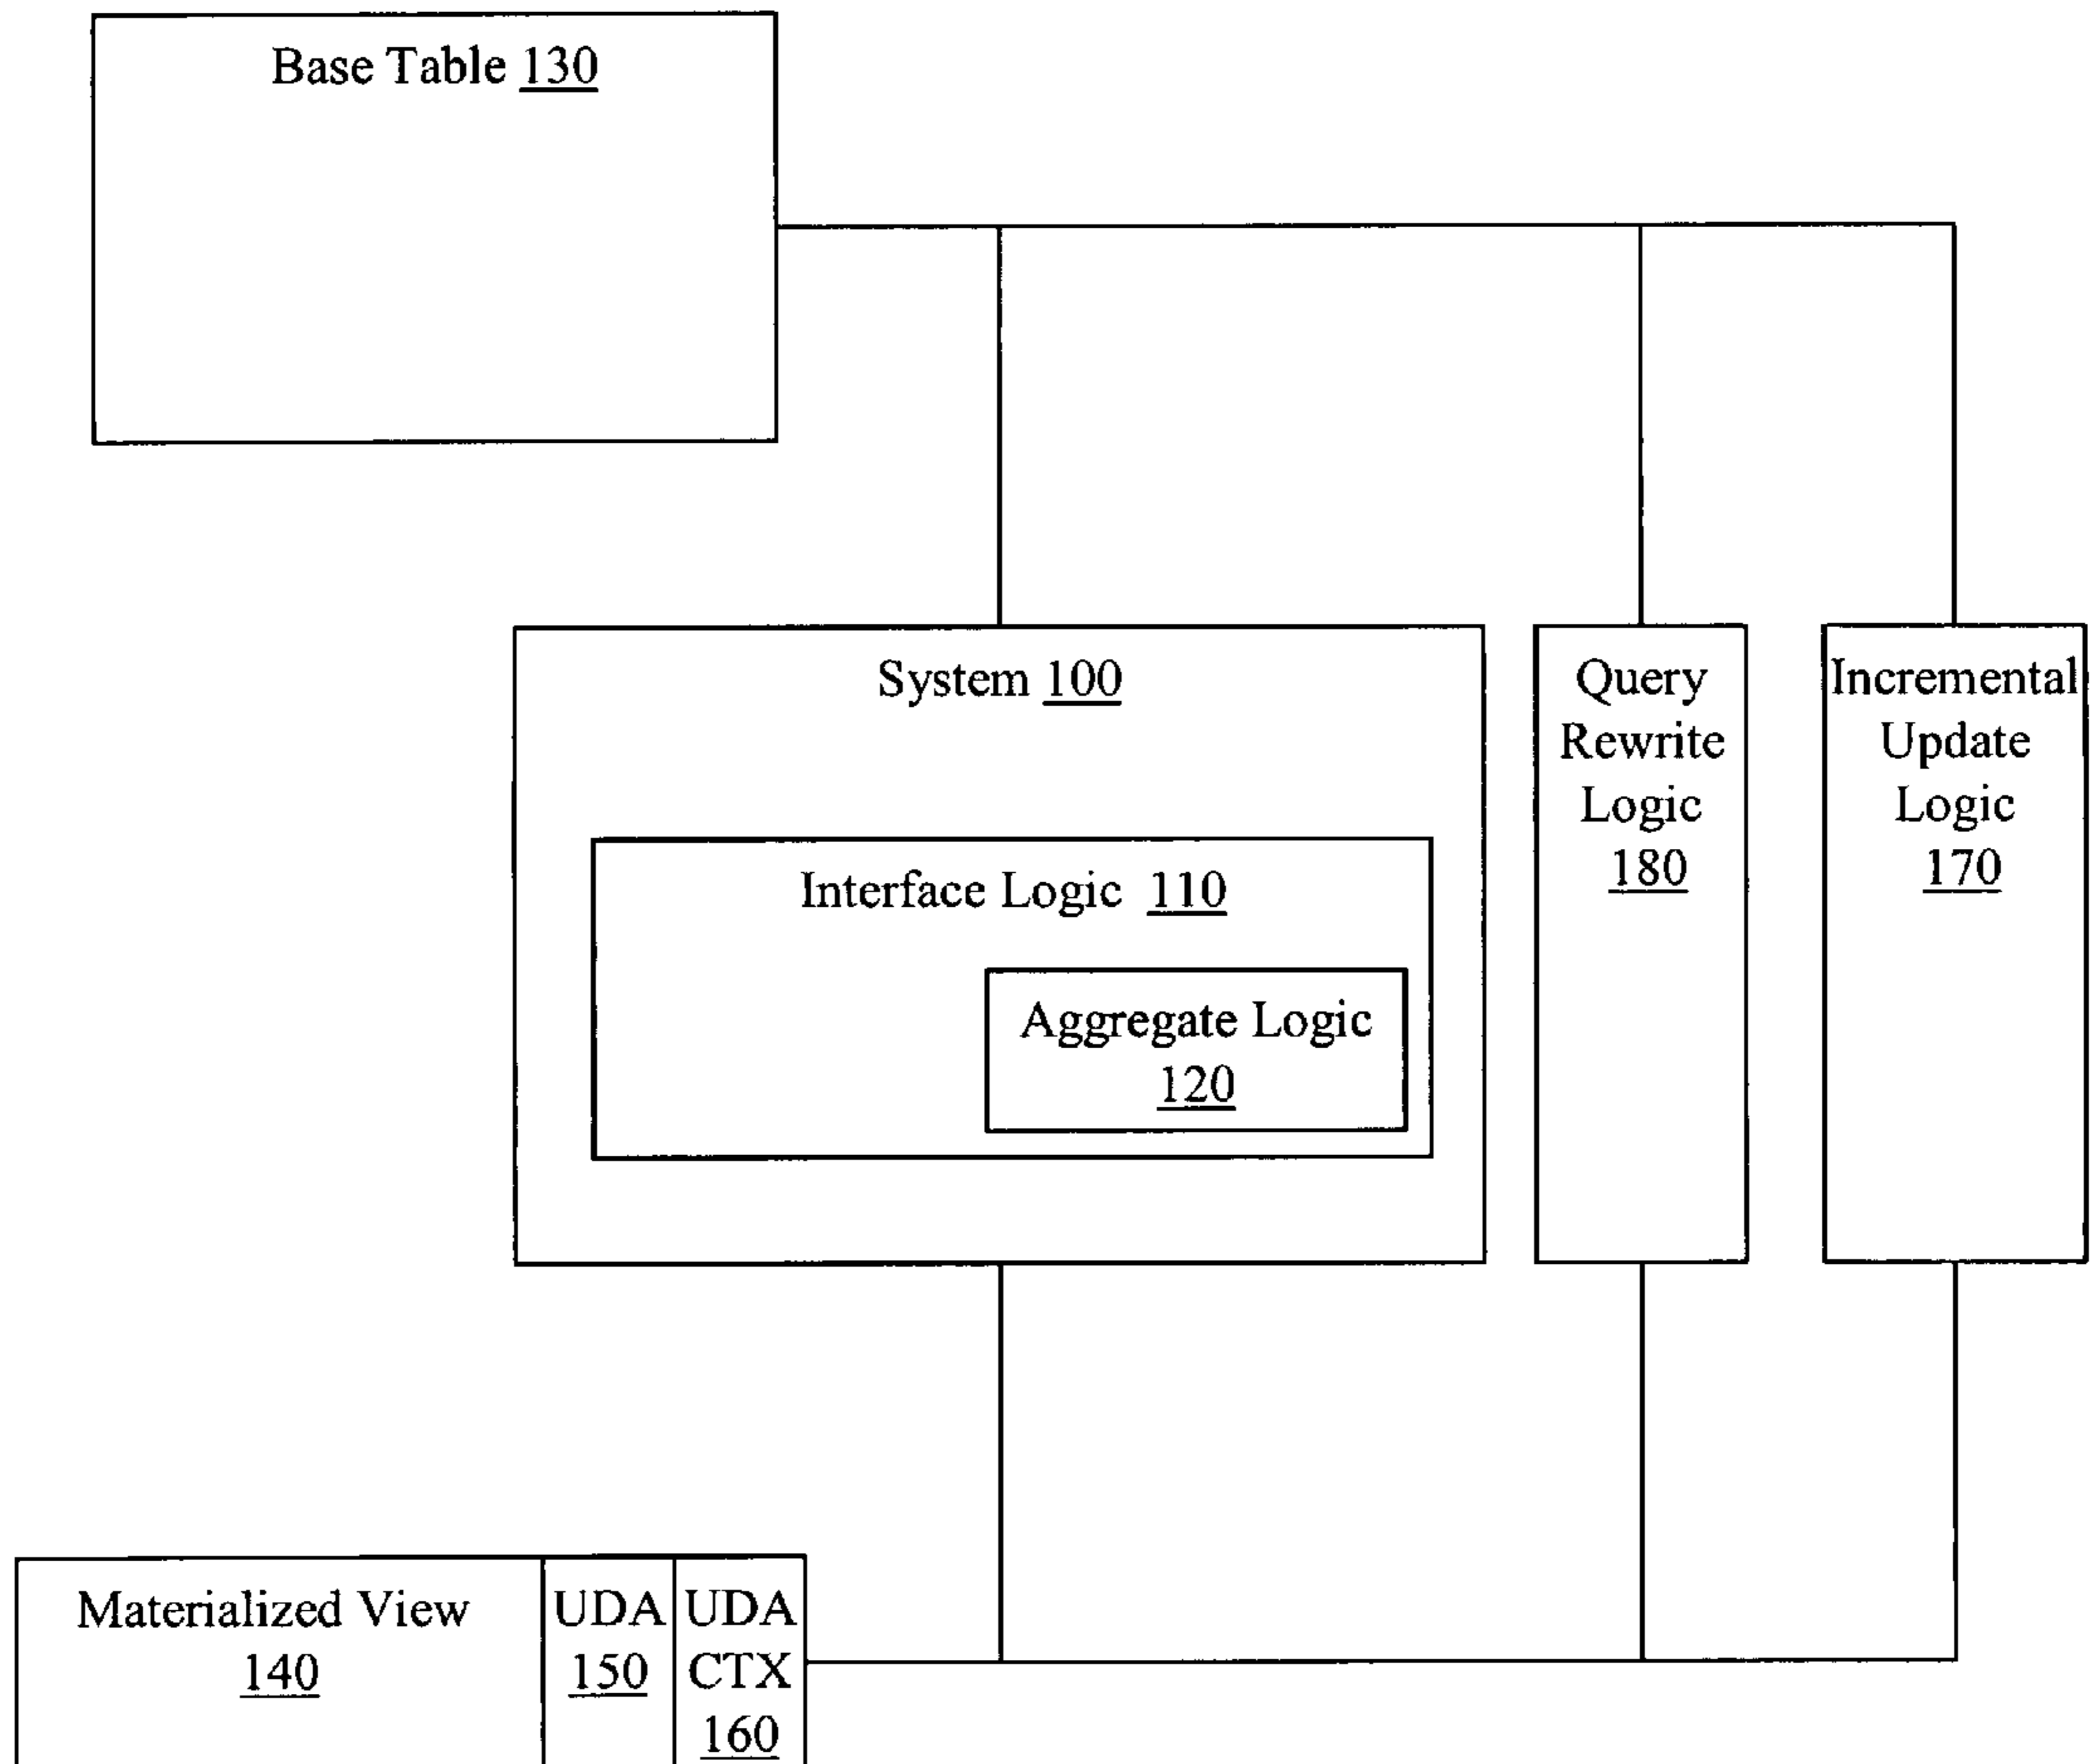 Base Table 130
System 100
Interface Logic 110
Aggregate Logic
120
Query
Rewrite
Logic
180
Incremental
Update
Logic
170
Materialized View
140
UDA
150
UDA
CTX
160